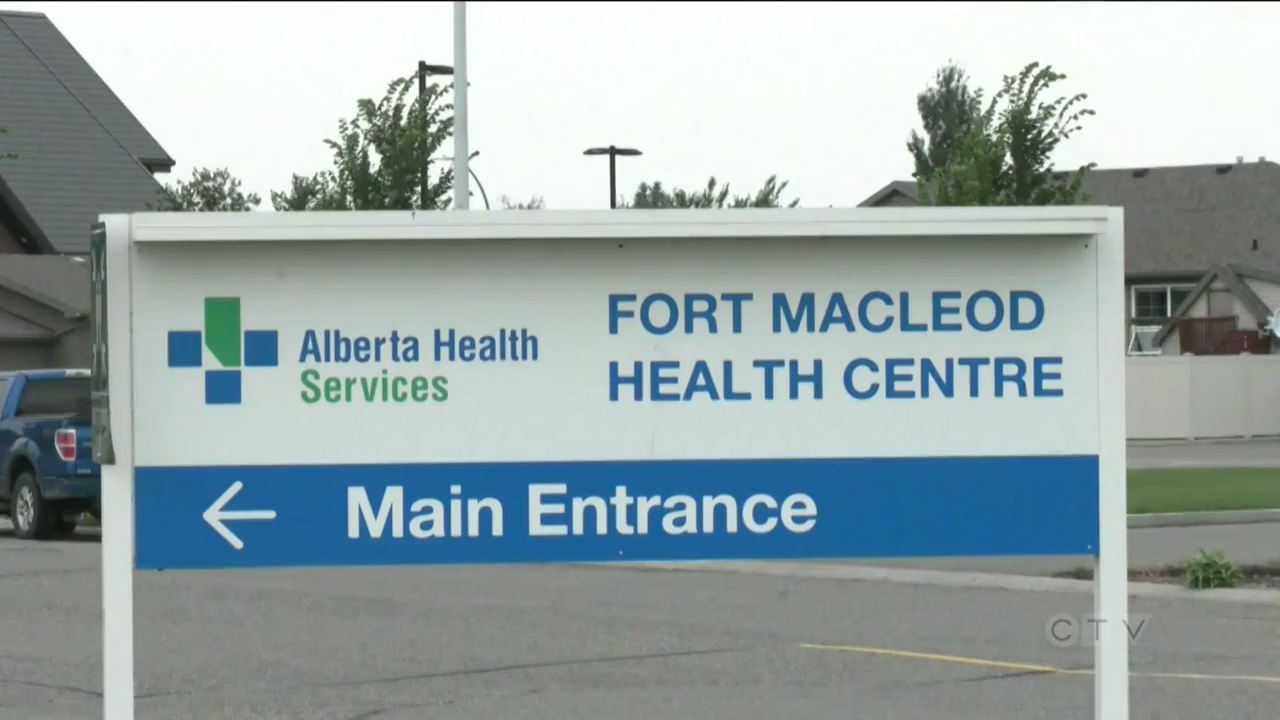 Alberta Health
Services
FORT MACLEOD
HEALTH CENTRE
Main Entrance
CTV